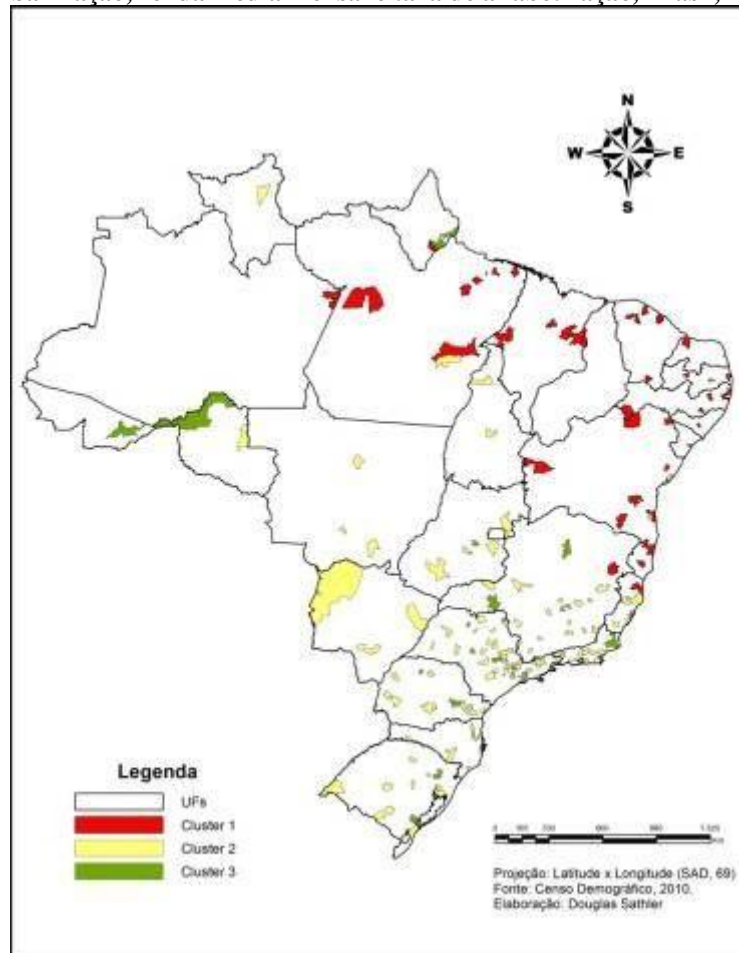 N
W E
S
Legenda
UFs
Cluster 1
Cluster 2
Cluster 3
Projeção: Latitude x Longitude (SAD, 69)
Fonte: Censo Demográfico, 2010.
Elaboração: Douglas Sathler